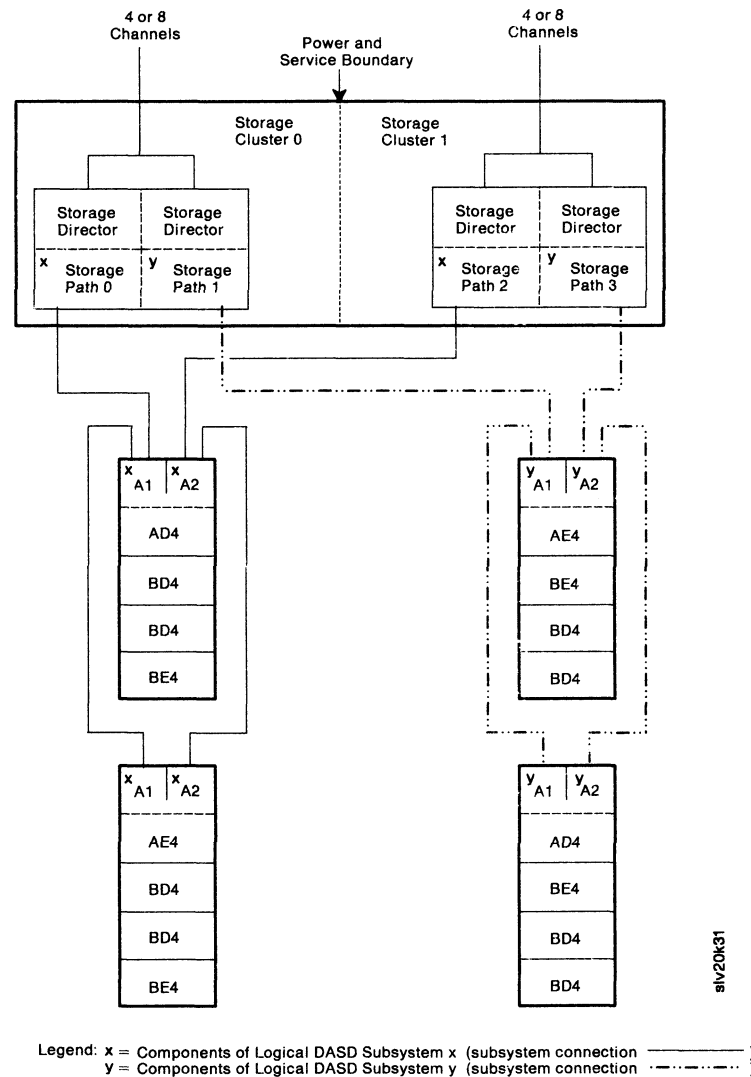 4 or 8
Channels
Power and
Service Boundary
4 or 8
Channels
Storage
Cluster 0
Storage
Cluster 1
Storage
Director
Storage
Director
x
Storage
Path 0
y
Storage
Path 1
Storage
Director
Storage
Director
x
Storage
Path 2
y
Storage
Path 3
x
A1
x
A2
AD4
BD4
BD4
BE4
y
A1
y
A2
AE4
BE4
BD4
BD4
x
A1
x
A2
AE4
BD4
BD4
BE4
y
A1
y
A2
AD4
BE4
BD4
BD4
slv20k31
Legend: x = Components of Logical DASD Subsystem x (subsystem connection )
y = Components of Logical DASD Subsystem y (subsystem connection )